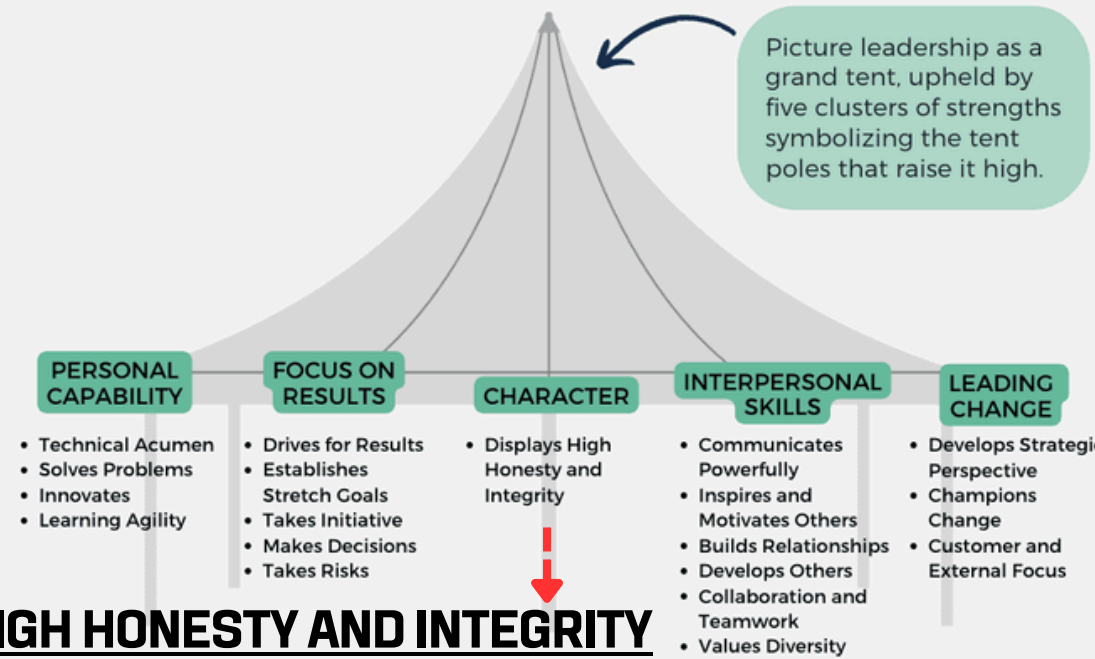 Picture leadership as a
grand tent, upheld by
five clusters of strengths
symbolizing the tent
poles that raise it high.
PERSONAL
CAPABILITY
• Technical Acumen
• Solves Problems
• Innovates
• Learning Agility
FOCUS ON
RESULTS
• Drives for Results
• Establishes
Stretch Goals
• Takes Initiative
• Makes Decisions
• Takes Risks
CHARACTER
• Displays High
Honesty and
Integrity
INTERPERSONAL
SKILLS
• Communicates
Powerfully
• Inspires and
Motivates Others
• Builds Relationships
• Develops Others
• Collaboration and
Teamwork
• Values Diversity
LEADING
CHANGE
• Develops Strategi
Perspective
• Champions
Change
• Customer and
External Focus
IGH HONESTY AND INTEGRITY